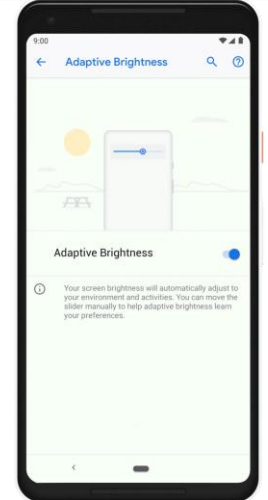 9:00
Adaptive Brightness
Adaptive Brightness
Your screen brightness will automatically adjust to
your environment and activities. You can move the
slider manually to help adaptive brightness learn
your preferences.